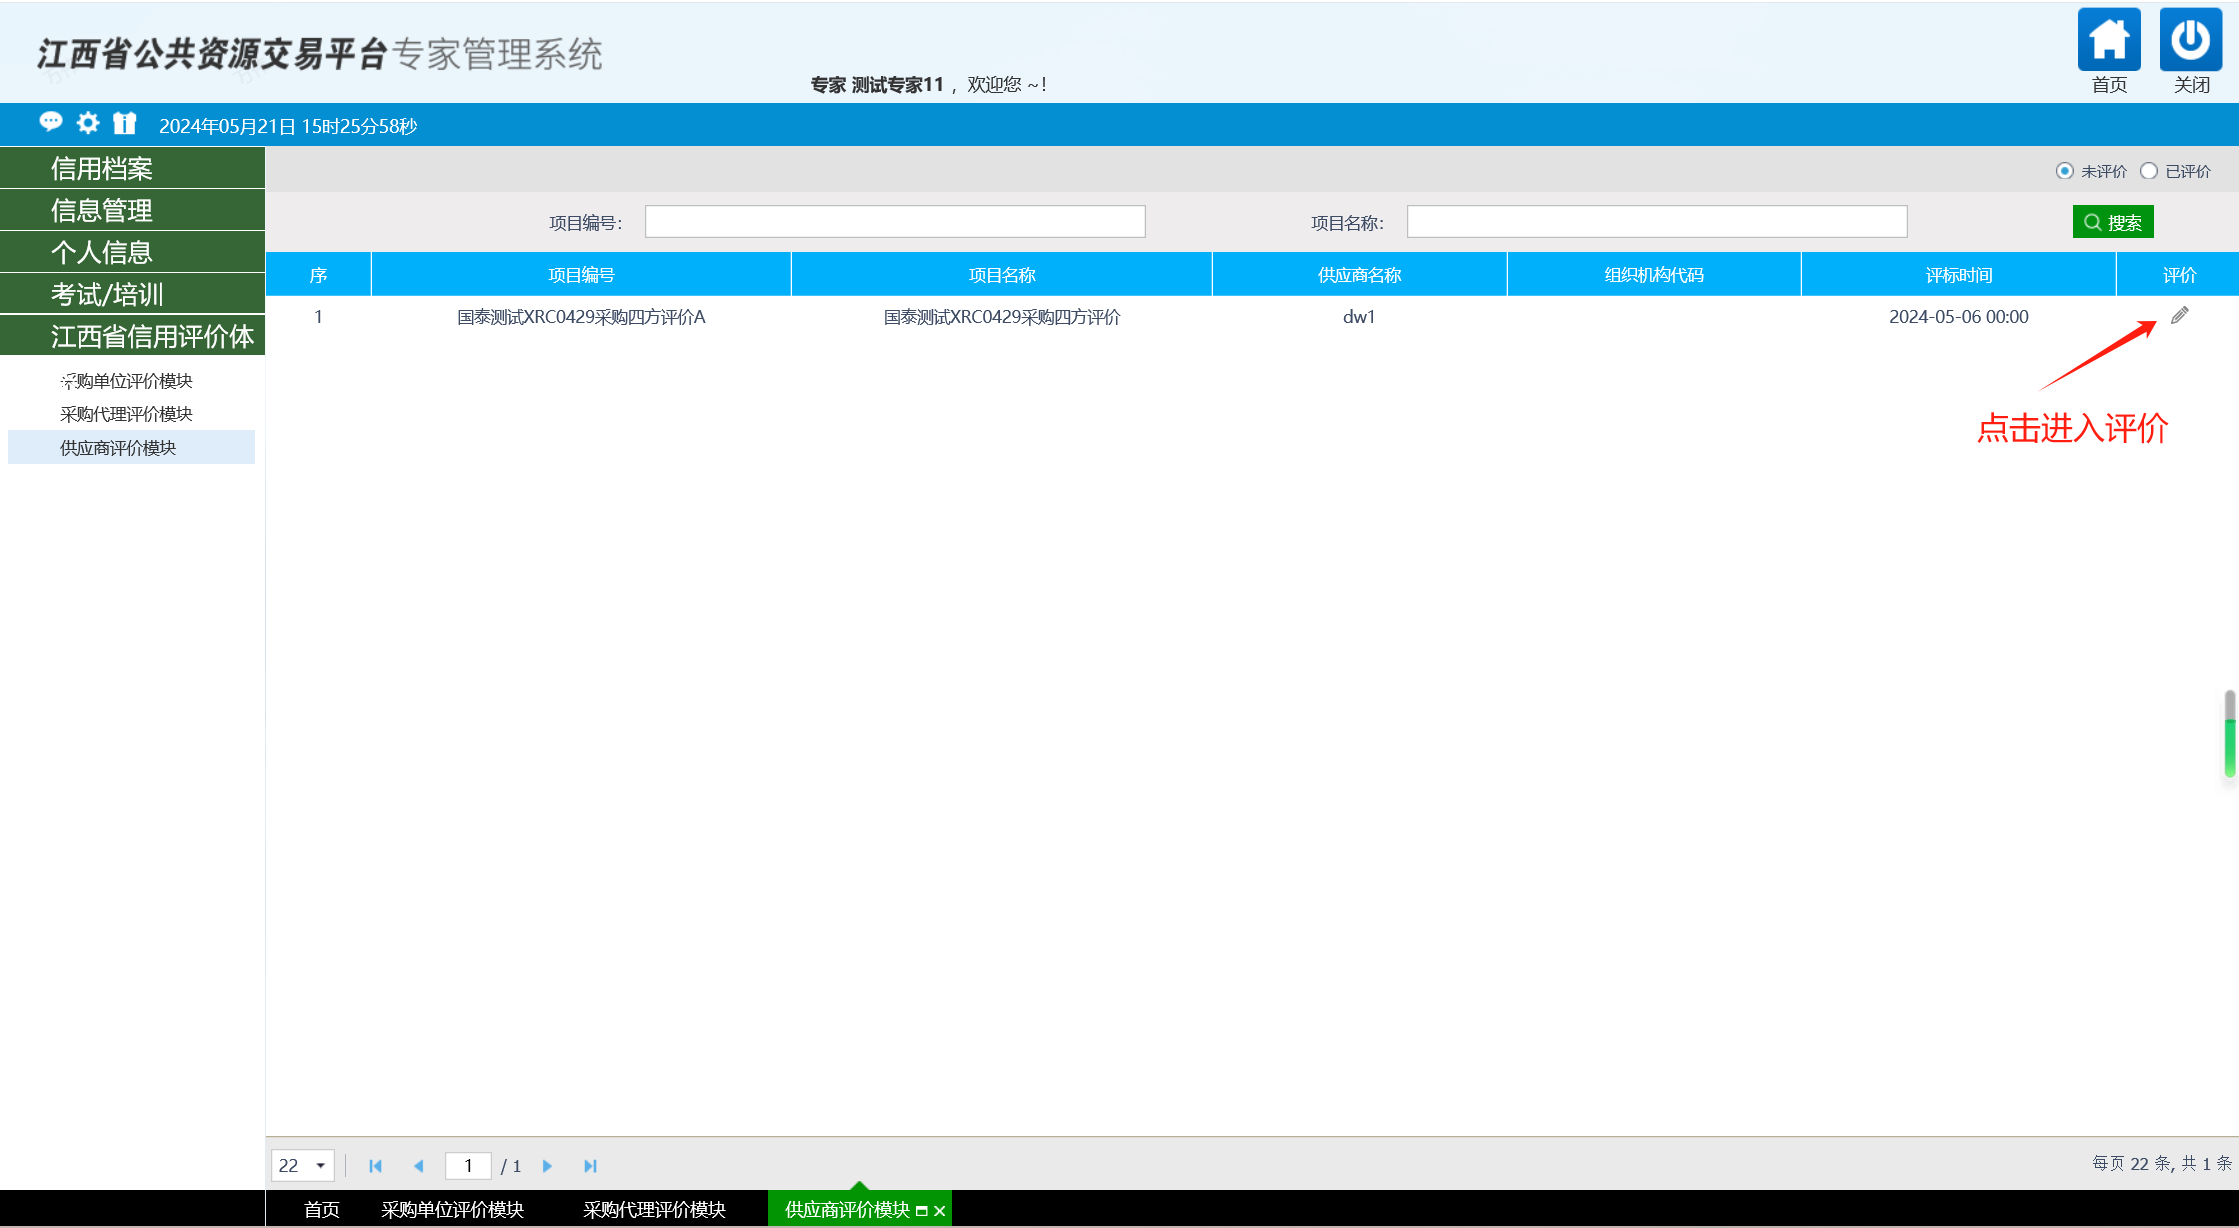 江西省公共资源交易平台专家管理系统
专家 测试专家11 ，欢迎您 ~!
首页
关闭
2024年05月21日 15时25分58秒
信用档案
信息管理
个人信息
考试/培训
江西省信用评价体
采购单位评价模块
采购代理评价模块
供应商评价模块
未评价 已评价
项目编号： 项目名称： 搜索
序 项目编号 项目名称 供应商名称 组织机构代码 评标时间 评价
1 国泰测试XRC0429采购四方评价A 国泰测试XRC0429采购四方评价 dw1 2024-05-06 00:00
点击进入评价
22 1 / 1 每页 22 条, 共 1 条
首页 采购单位评价模块 采购代理评价模块 供应商评价模块